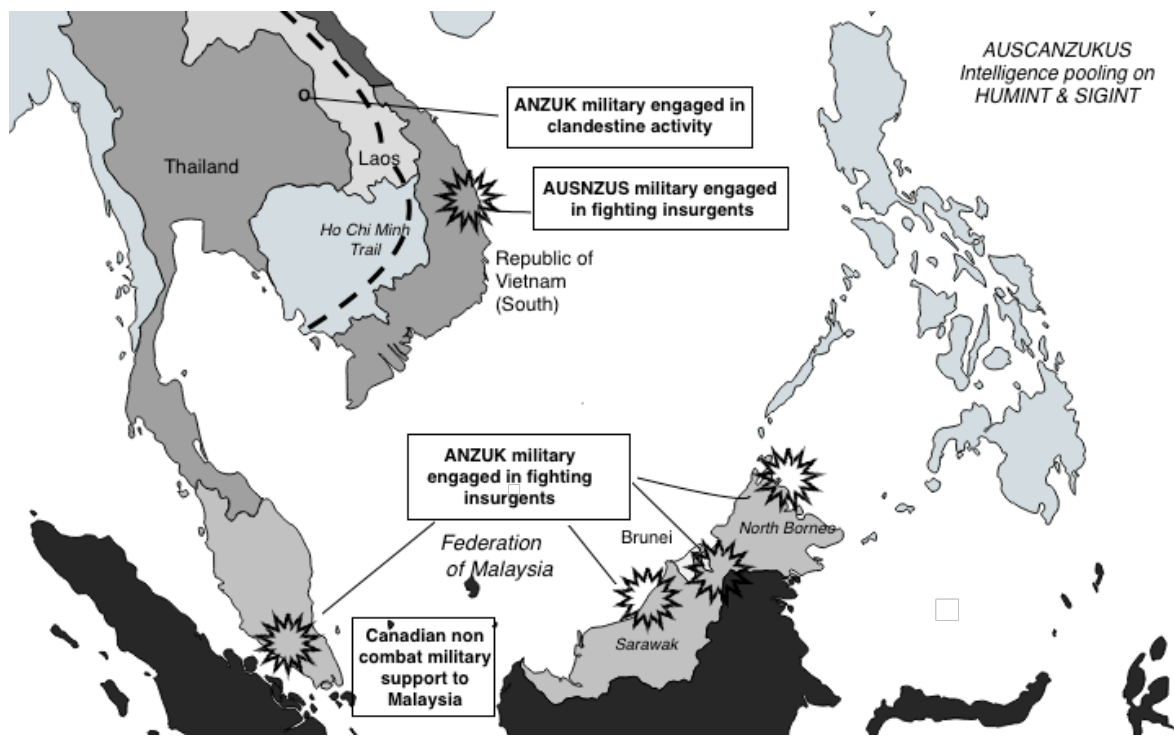 AUSCANZUKUS
Intelligence pooling on
HUMINT & SIGINT
ANZUK military engaged in
clandestine activity
Thailand
Laos
AUSNZUS military engaged
in fighting insurgents
Ho Chi Minh
Trail
Republic of
Vietnam
(South)
ANZUK military
engaged in fighting
insurgents
North Borneo
Brunei
Federation
of Malaysia
Canadian non
combat military
support to
Malaysia
Sarawak